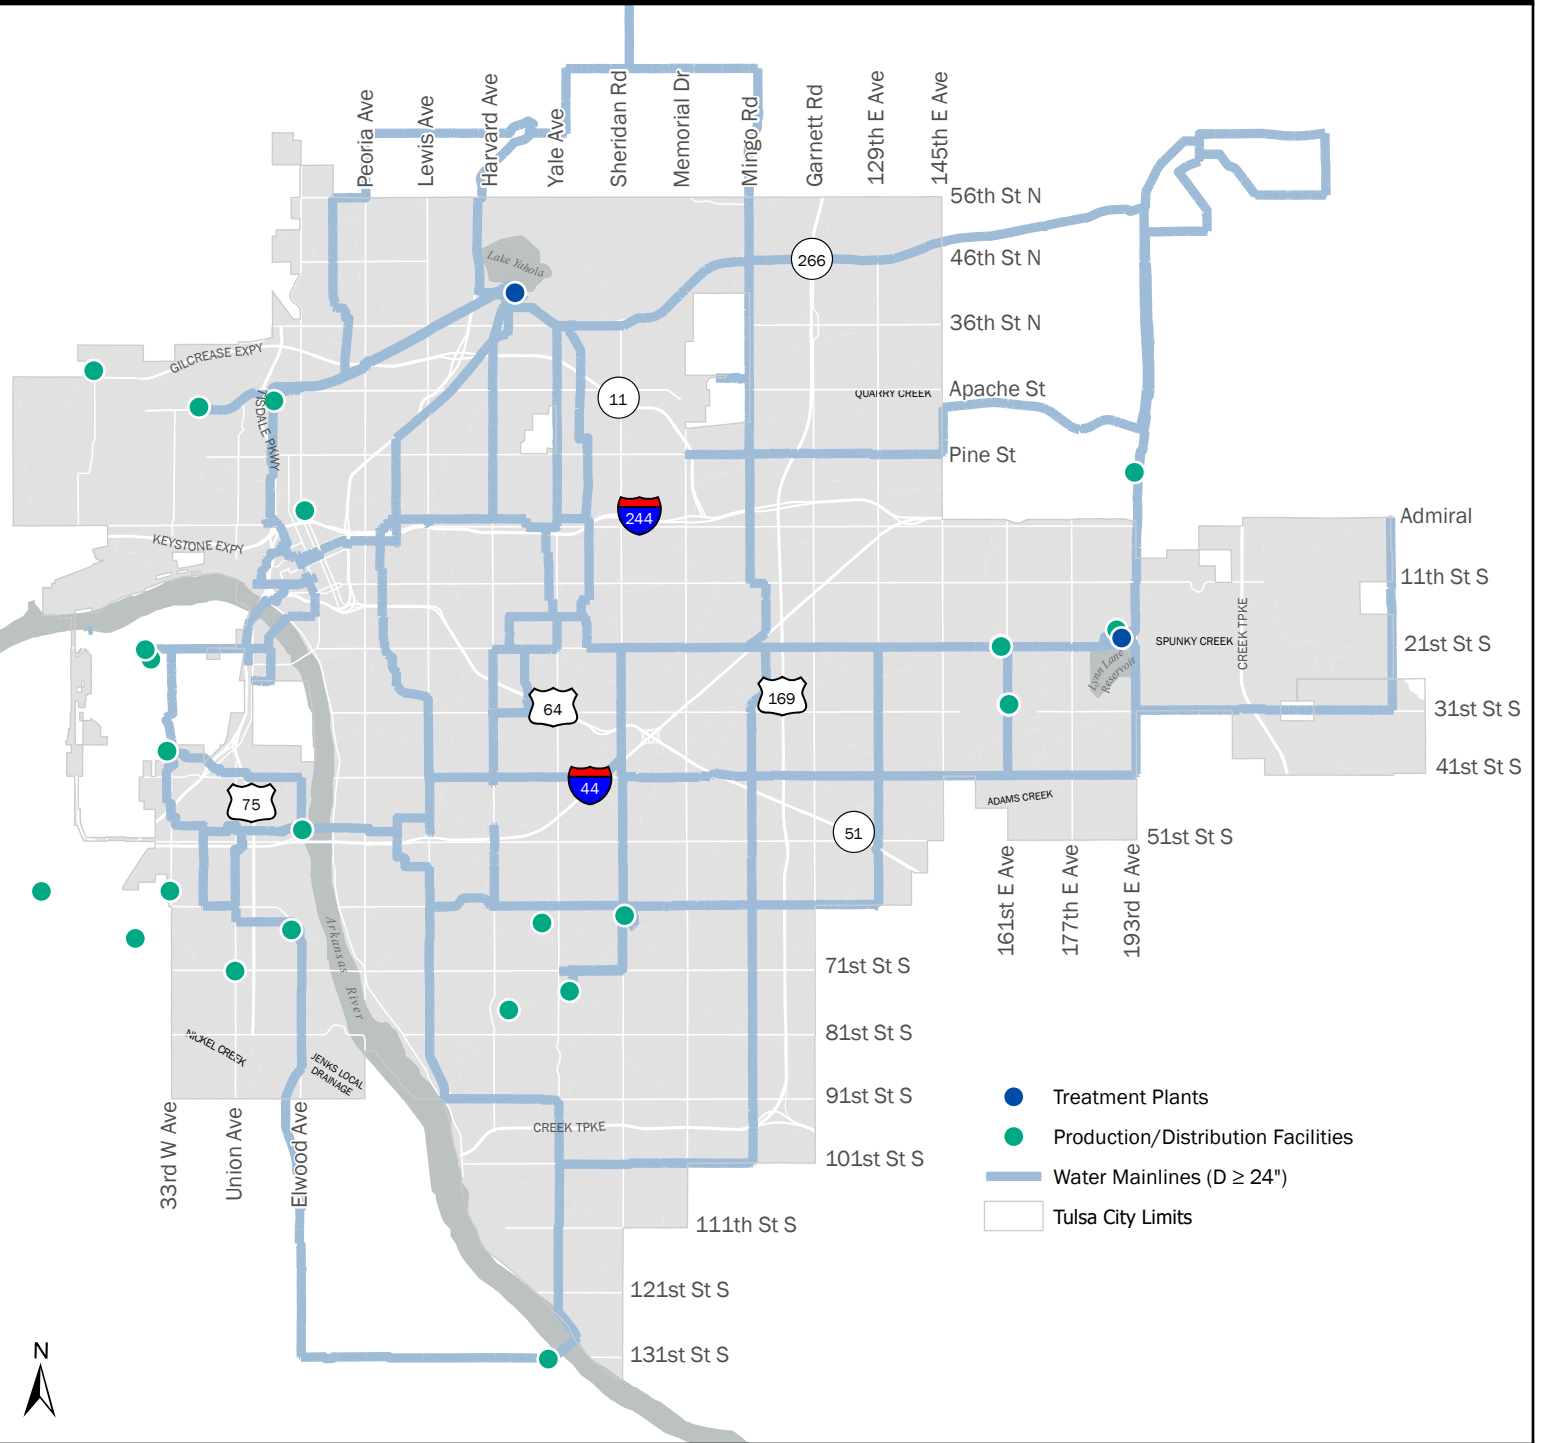 Peoria Ave
Lewis Ave
Harvard Ave
Yale Ave
Sheridan Rd
Memorial Dr
Mingo Rd
Garnett Rd
129th E Ave
145th E Ave
56th St N
Lake Yahola
266
46th St N
36th St N
GILCREASE EXPY
11
QUARRY CREEK
Apache St
TISDALE PKWY
Pine St
244
Admiral
KEYSTONE EXPY
11th St S
CREEK TPKE
SPUNKY CREEK
21st St S
Lynn Lane
Reservoir
64
169
31st St S
44
41st St S
75
ADAMS CREEK
51
51st St S
161st E Ave
177th E Ave
193rd E Ave
Arkansas River
71st St S
81st St S
NICKEL CREEK
JENKS LOCAL
DRAINAGE
91st St S
33rd W Ave
Union Ave
Elwood Ave
CREEK TPKE
101st St S
111th St S
121st St S
131st St S
Treatment Plants
Production/Distribution Facilities
Water Mainlines (D ≥ 24")
Tulsa City Limits
N